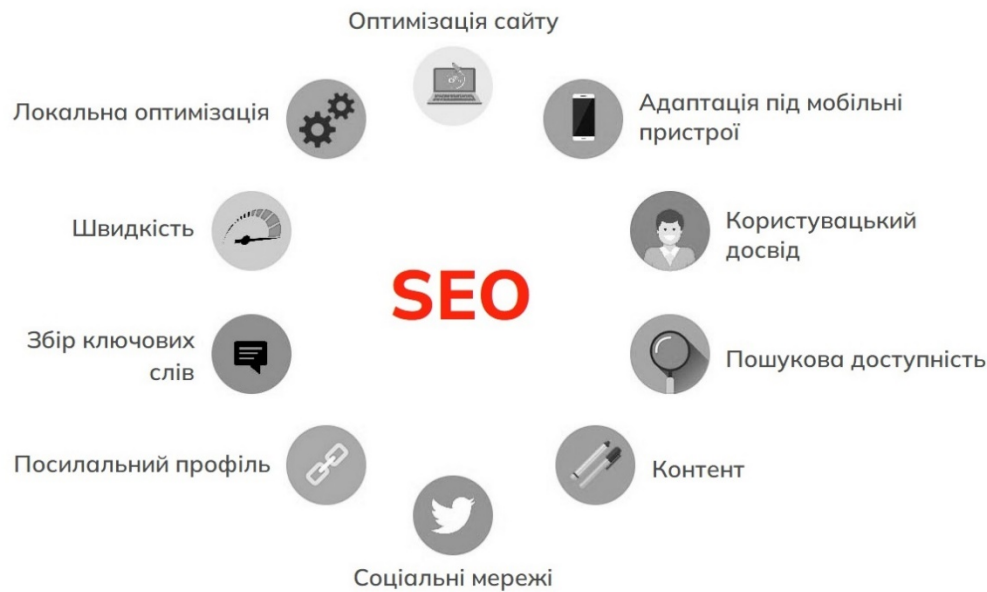 Оптимізація сайту
Локальна оптимізація
Адаптація під мобільні
пристрої
Швидкість
Користувацький
досвід
SEO
Збір ключових
слів
Пошукова доступність
Посилальний профіль
Контент
Соціальні мережі